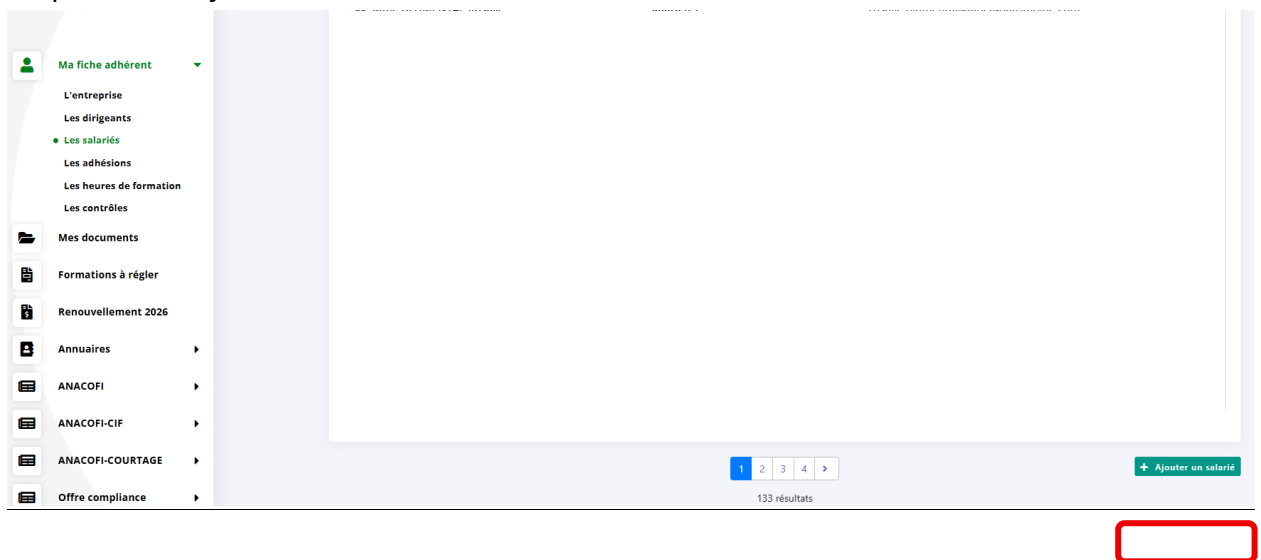 Ma fiche adhérent
L'entreprise
Les dirigeants
Les salariés
Les adhésions
Les heures de formation
Les contrôles
Mes documents
Formations à régler
Renouvellement 2026
Annuaires
ANACOFI
ANACOFI-CIF
ANACOFI-COURTAGE
Offre compliance
1 2 3 4 >
+ Ajouter un salarié
133 résultats